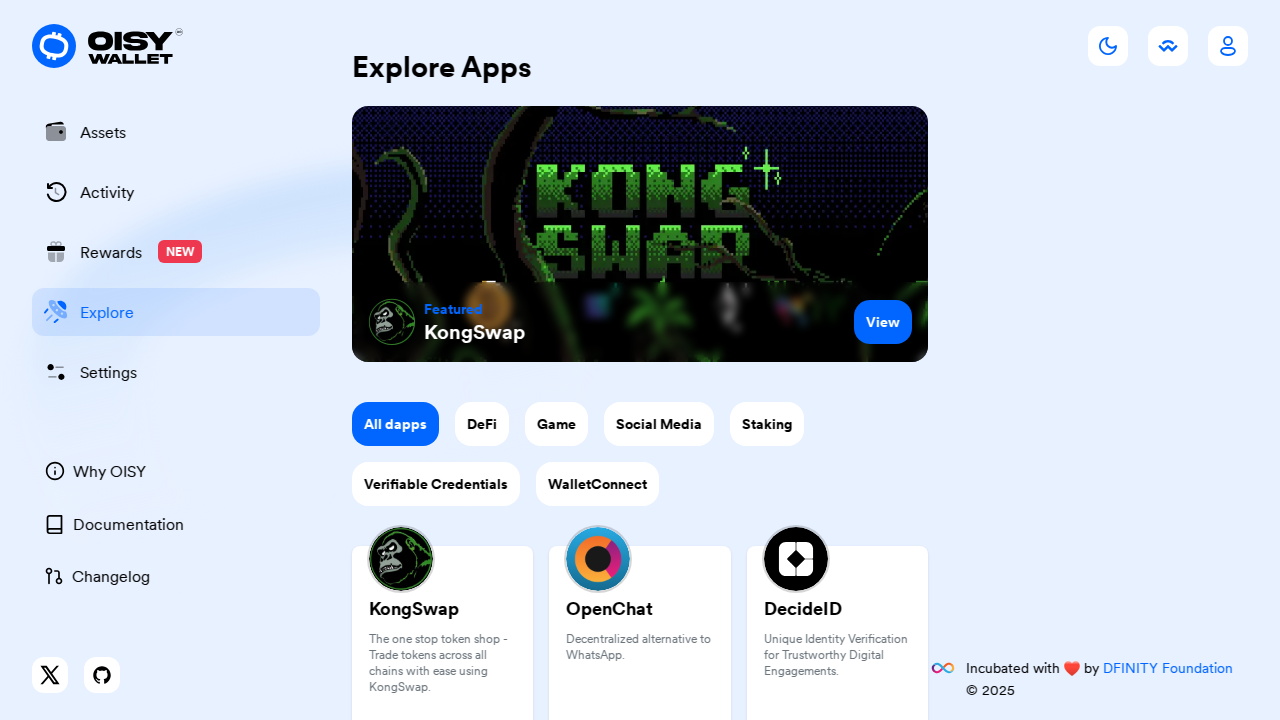 OISY
WALLET
Assets
Activity
Rewards NEW
Explore
Settings
Why OISY
Documentation
Changelog
Explore Apps
KONG
SWAP
Featured
KongSwap
View
All dapps
DeFi
Game
Social Media
Staking
Verifiable Credentials
WalletConnect
KongSwap
The one stop token shop -
Trade tokens across all
chains with ease using
KongSwap.
OpenChat
Decentralized alternative to
WhatsApp.
DecideID
Unique Identity Verification
for Trustworthy Digital
Engagements.
Incubated with ❤️ by DFINITY Foundation
© 2025